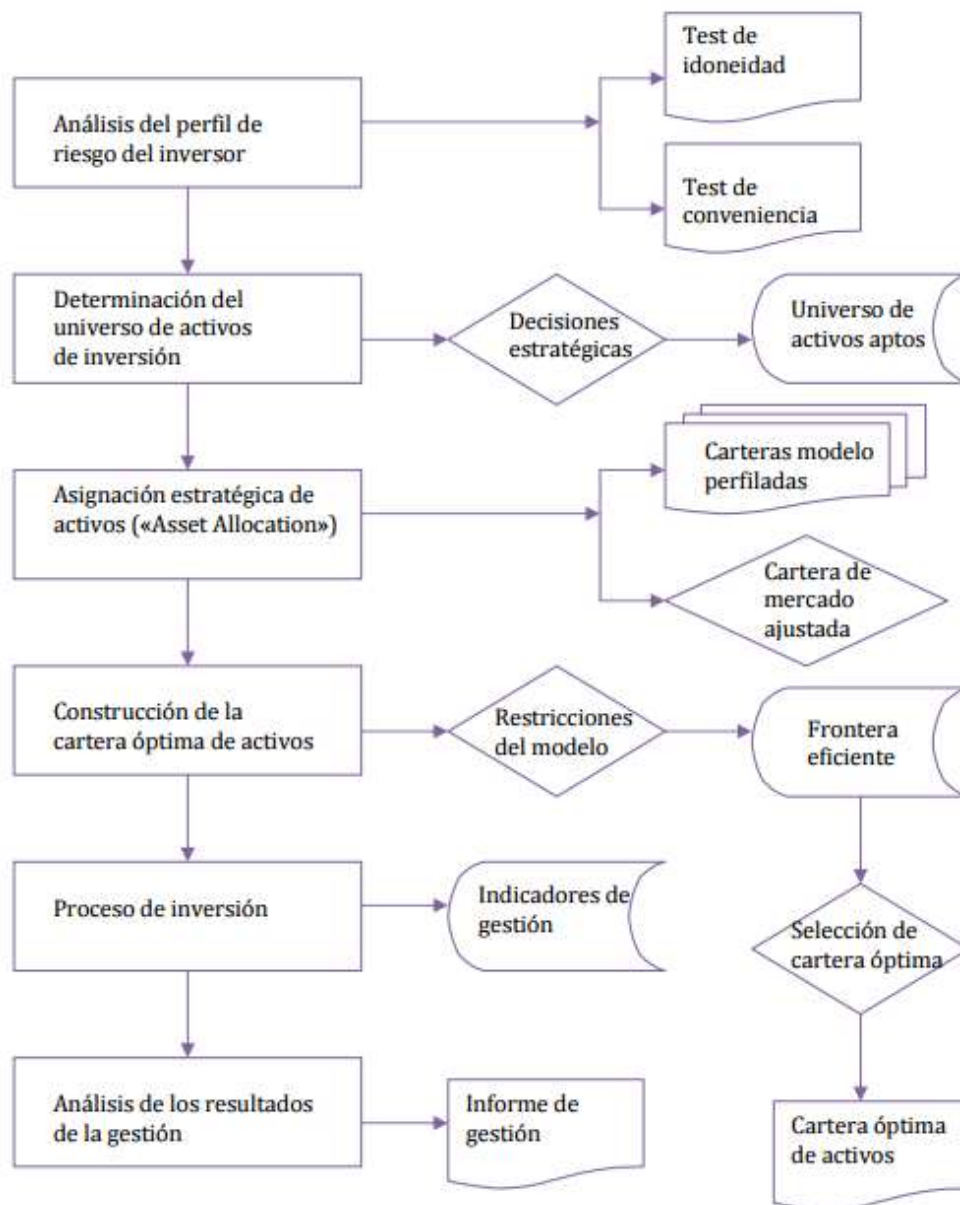 Test de
idoneidad
Análisis del perfil de
riesgo del inversor
Test de
conveniencia
Determinación del
universo de activos
de inversión
Decisiones
estratégicas
Universo de
activos aptos
Carteras modelo
perfiladas
Asignación estratégica de
activos («Asset Allocation»)
Cartera de
mercado
ajustada
Construcción de la
cartera óptima de activos
Restricciones
del modelo
Frontera
eficiente
Proceso de inversión
Indicadores de
gestión
Selección de
cartera óptima
Análisis de los resultados
de la gestión
Informe de
gestión
Cartera óptima
de activos